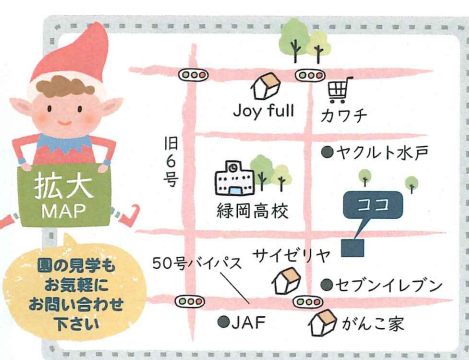 拡大
MAP
園の見学も
お気軽に
お問い合わせ
下さい
Joy full
カワチ
旧6号
●ヤクルト水戸
緑岡高校
ココ
サイゼリヤ
50号バイパス
●セブンイレブン
●JAF
がんこ家